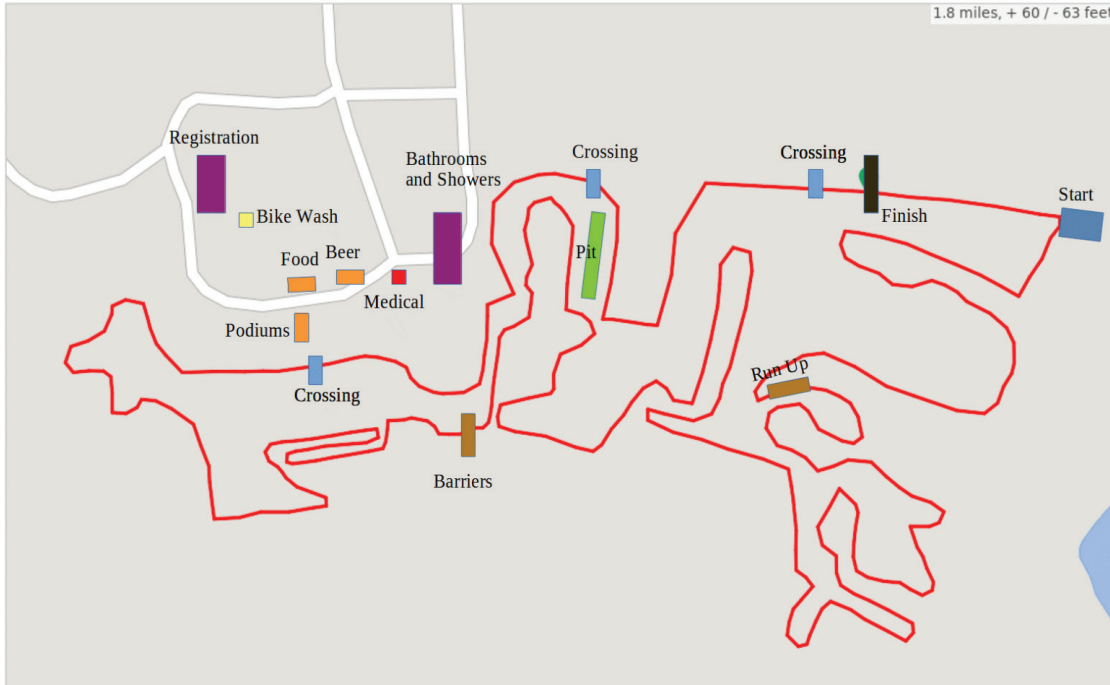 1.8 miles, + 60 / - 63 feet
Registration
Bathrooms
and Showers
Crossing
Crossing
Start
Bike Wash
Finish
Food
Beer
Pit
Medical
Podiums
Run Up
Crossing
Barriers